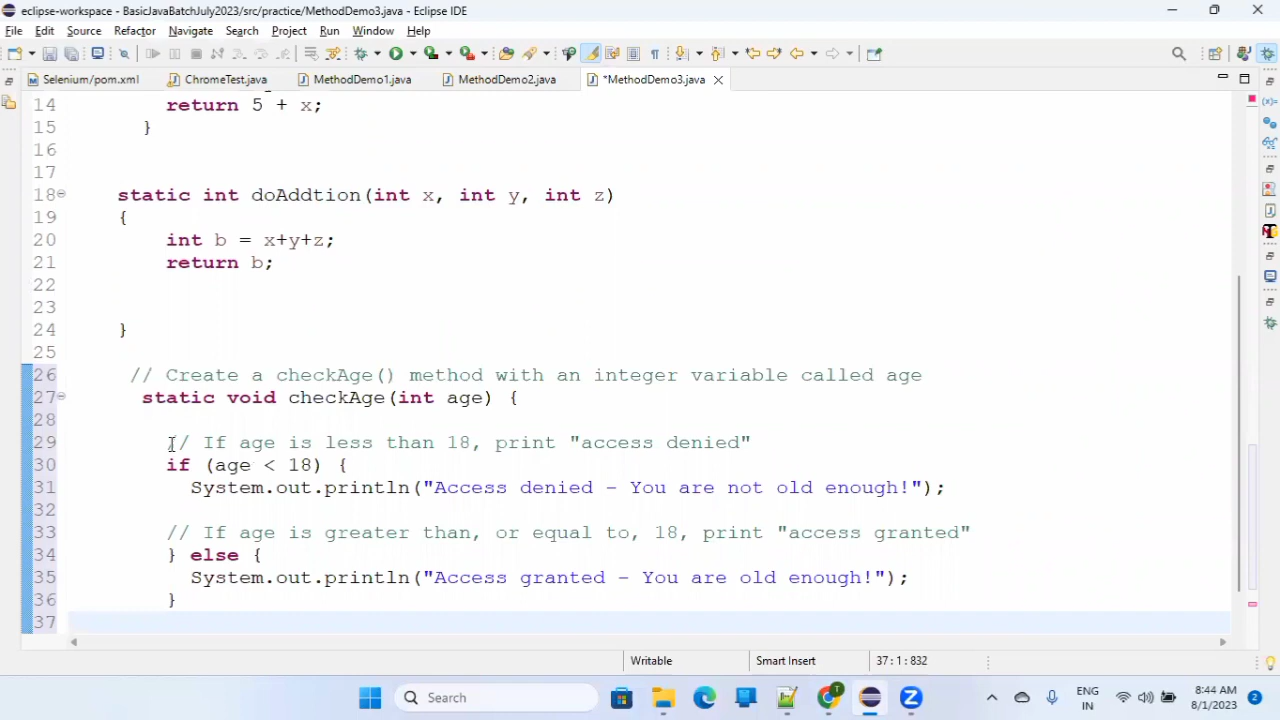 eclipse-workspace - BasicJavaBatchJuly2023/src/practice/MethodDemo3.java - Eclipse IDE
File Edit Source Refactor Navigate Search Project Run Window Help
Selenium/pom.xml ChromeTest.java MethodDemo1.java MethodDemo2.java *MethodDemo3.java
14 return 5 + x;
15 }
16
17
18 static int doAddtion(int x, int y, int z)
19 {
20 int b = x+y+z;
21 return b;
22
23
24 }
25
26 // Create a checkAge() method with an integer variable called age
27 static void checkAge(int age) {
28
29 // If age is less than 18, print "access denied"
30 if (age < 18) {
31 System.out.println("Access denied - You are not old enough!");
32
33 // If age is greater than, or equal to, 18, print "access granted"
34 } else {
35 System.out.println("Access granted - You are old enough!");
36 }
37
Writable Smart Insert 37 : 1 : 832
Search ENG IN 8:44 AM 8/1/2023 2